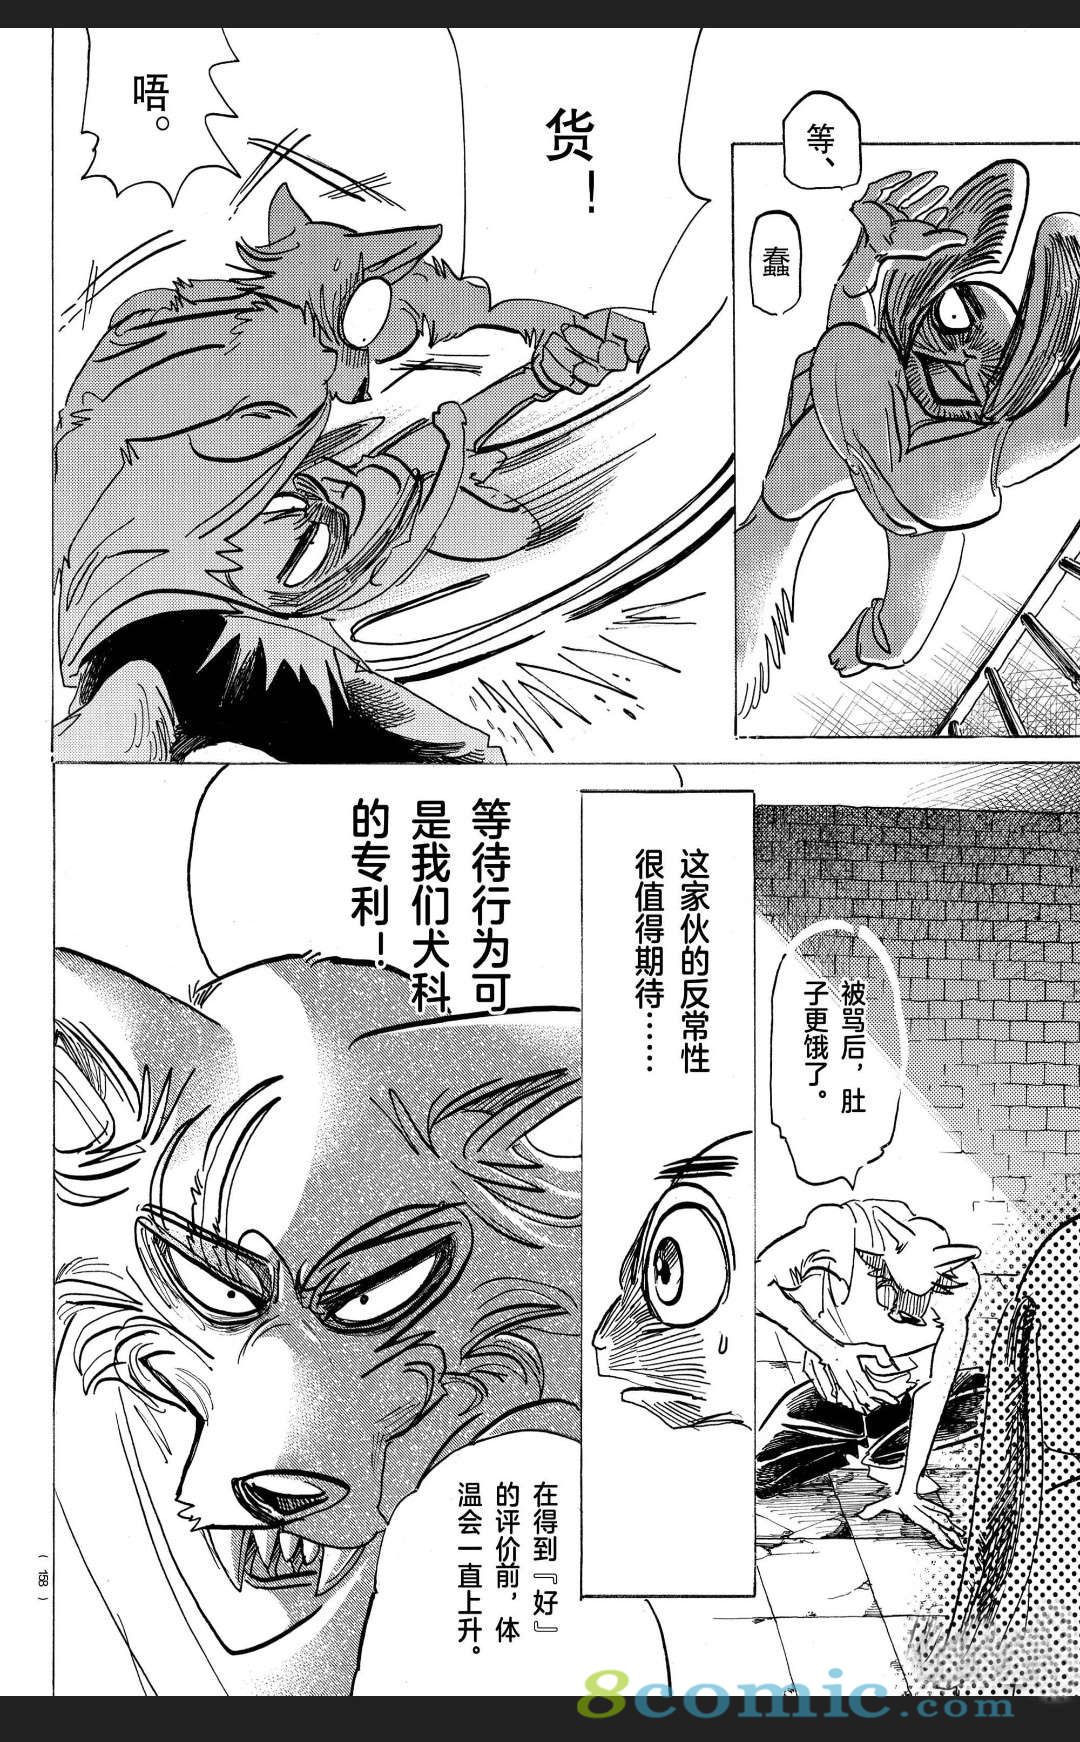 等、
蠢
货！
唔。
被骂后，肚
子更饿了。
这家伙的反常性
很值得期待……
等待行为可
是我们犬科
的专利！
在得到『好』
的评价前，体
温会一直上升。
( 158 )
8comic.com